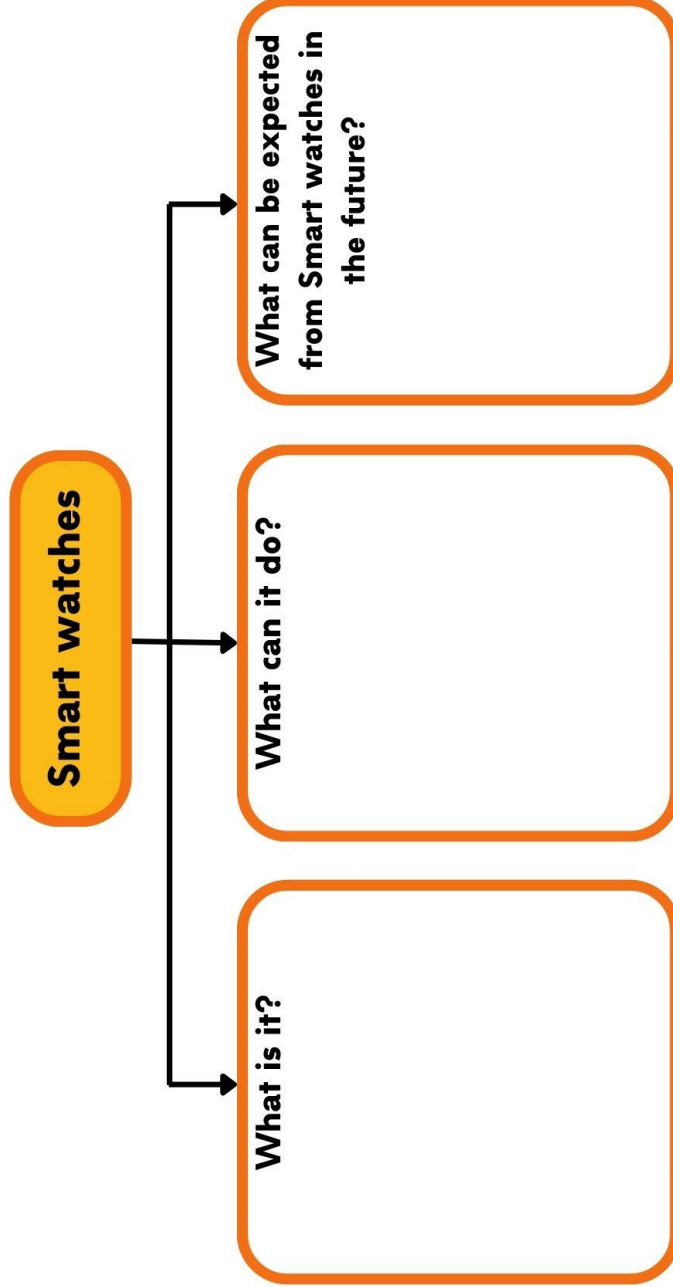 Smart watches
What is it?
What can it do?
What can be expected
from Smart watches in
the future?